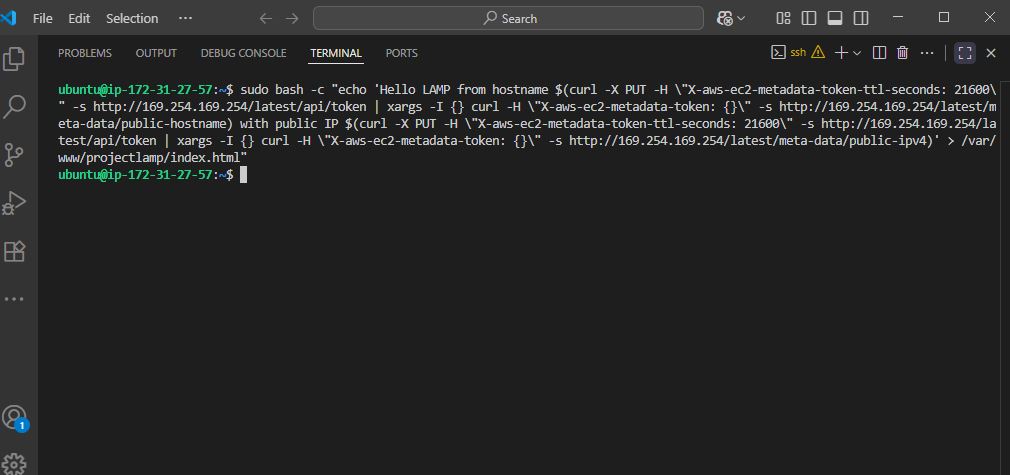 File Edit Selection ··· Search
PROBLEMS OUTPUT DEBUG CONSOLE TERMINAL PORTS ssh
ubuntu@ip-172-31-27-57:~$ sudo bash -c "echo 'Hello LAMP from hostname $(curl -X PUT -H \"X-aws-ec2-metadata-token-ttl-seconds: 21600\
" -s http://169.254.169.254/latest/api/token | xargs -I {} curl -H \"X-aws-ec2-metadata-token: {}\" -s http://169.254.169.254/latest/m
eta-data/public-hostname) with public IP $(curl -X PUT -H \"X-aws-ec2-metadata-token-ttl-seconds: 21600\" -s http://169.254.169.254/la
test/api/token | xargs -I {} curl -H \"X-aws-ec2-metadata-token: {}\" -s http://169.254.169.254/latest/meta-data/public-ipv4)' > /var/
www/projectlamp/index.html"
ubuntu@ip-172-31-27-57:~$
1